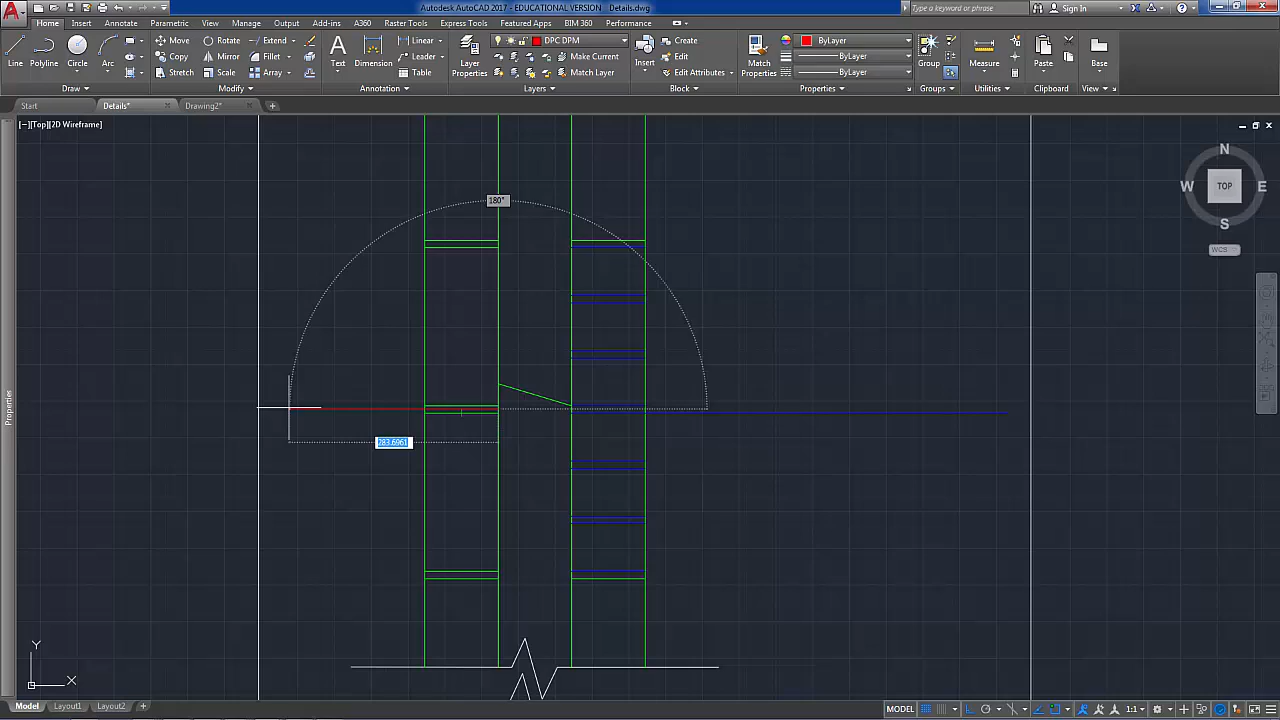 Autodesk AutoCAD 2017 - EDUCATIONAL VERSION    Details.dwg
Type a keyword or phrase
Sign In
Home Insert Annotate Parametric View Manage Output Add-ins A360 Raster Tools Express Tools Featured Apps BIM 360 Performance
Line Polyline Circle Arc
Move Rotate Extend
Copy Mirror Fillet
Stretch Scale Array
Text Dimension
Linear
Leader
Table
Layer Properties
DPC DPM
Make Current
Match Layer
Insert
Create
Edit
Edit Attributes
Match Properties
ByLayer
ByLayer
ByLayer
Group
Measure
Paste
Base
Draw Modify Annotation Layers Block Properties Groups Utilities Clipboard View
Start Details* Drawing2*
[−][Top][2D Wireframe]
N
W TOP E
S
WCS
180°
Properties
283.6961
Y
X
Model Layout1 Layout2
MODEL
1:1